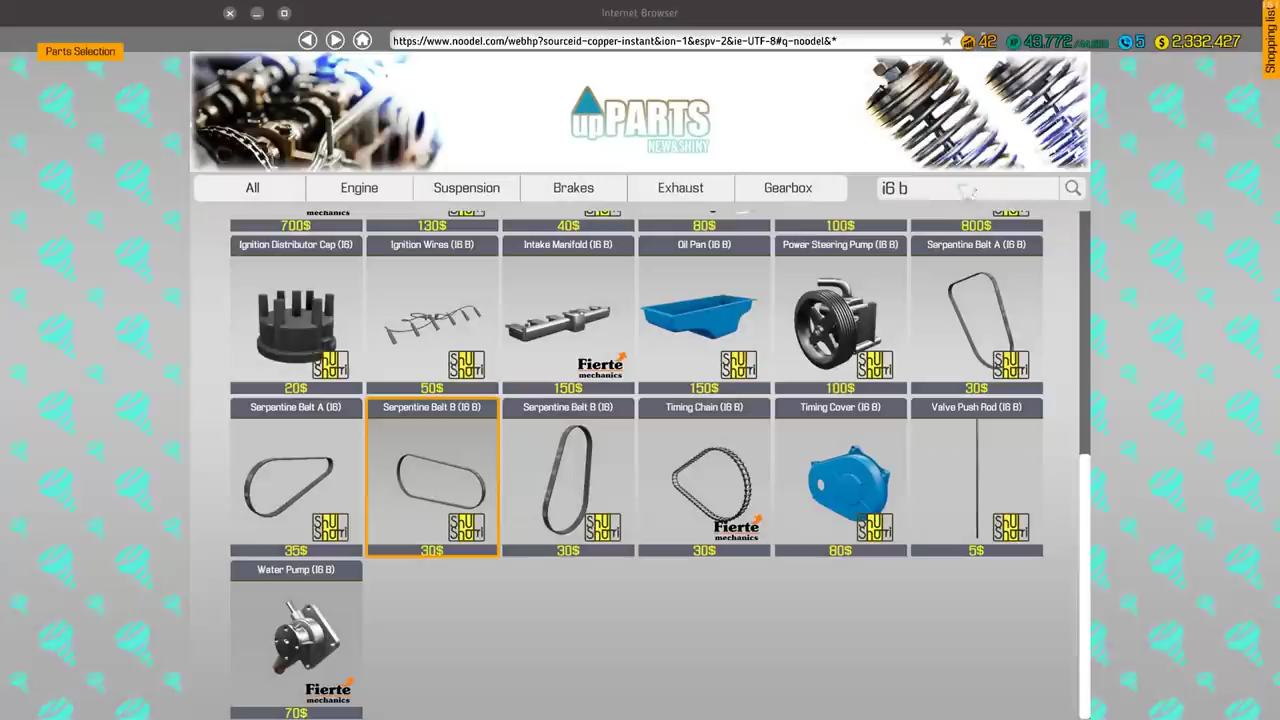 Internet Browser
Parts Selection
https://www.noodel.com/webhp?sourceid-copper-instant&ion-1&espv-2&ie-UTF-8#q-noodel&*
42
5
2,332,427
Shopping list
upPARTS
NEW&SHINY
All
Engine
Suspension
Brakes
Exhaust
Gearbox
i6 b
mechanics
700$
130$
40$
80$
100$
800$
Ignition Distributor Cap (I6)
Ignition Wires (I6 B)
Intake Manifold (I6 B)
Oil Pan (I6 B)
Power Steering Pump (I6 B)
Serpentine Belt A (I6 B)
Fierte
mechanics
20$
50$
150$
150$
100$
30$
Serpentine Belt A (I6)
Serpentine Belt B (I6 B)
Serpentine Belt B (I6)
Timing Chain (I6 B)
Timing Cover (I6 B)
Valve Push Rod (I6 B)
Fierte
mechanics
35$
30$
30$
30$
80$
5$
Water Pump (I6 B)
Fierte
mechanics
70$